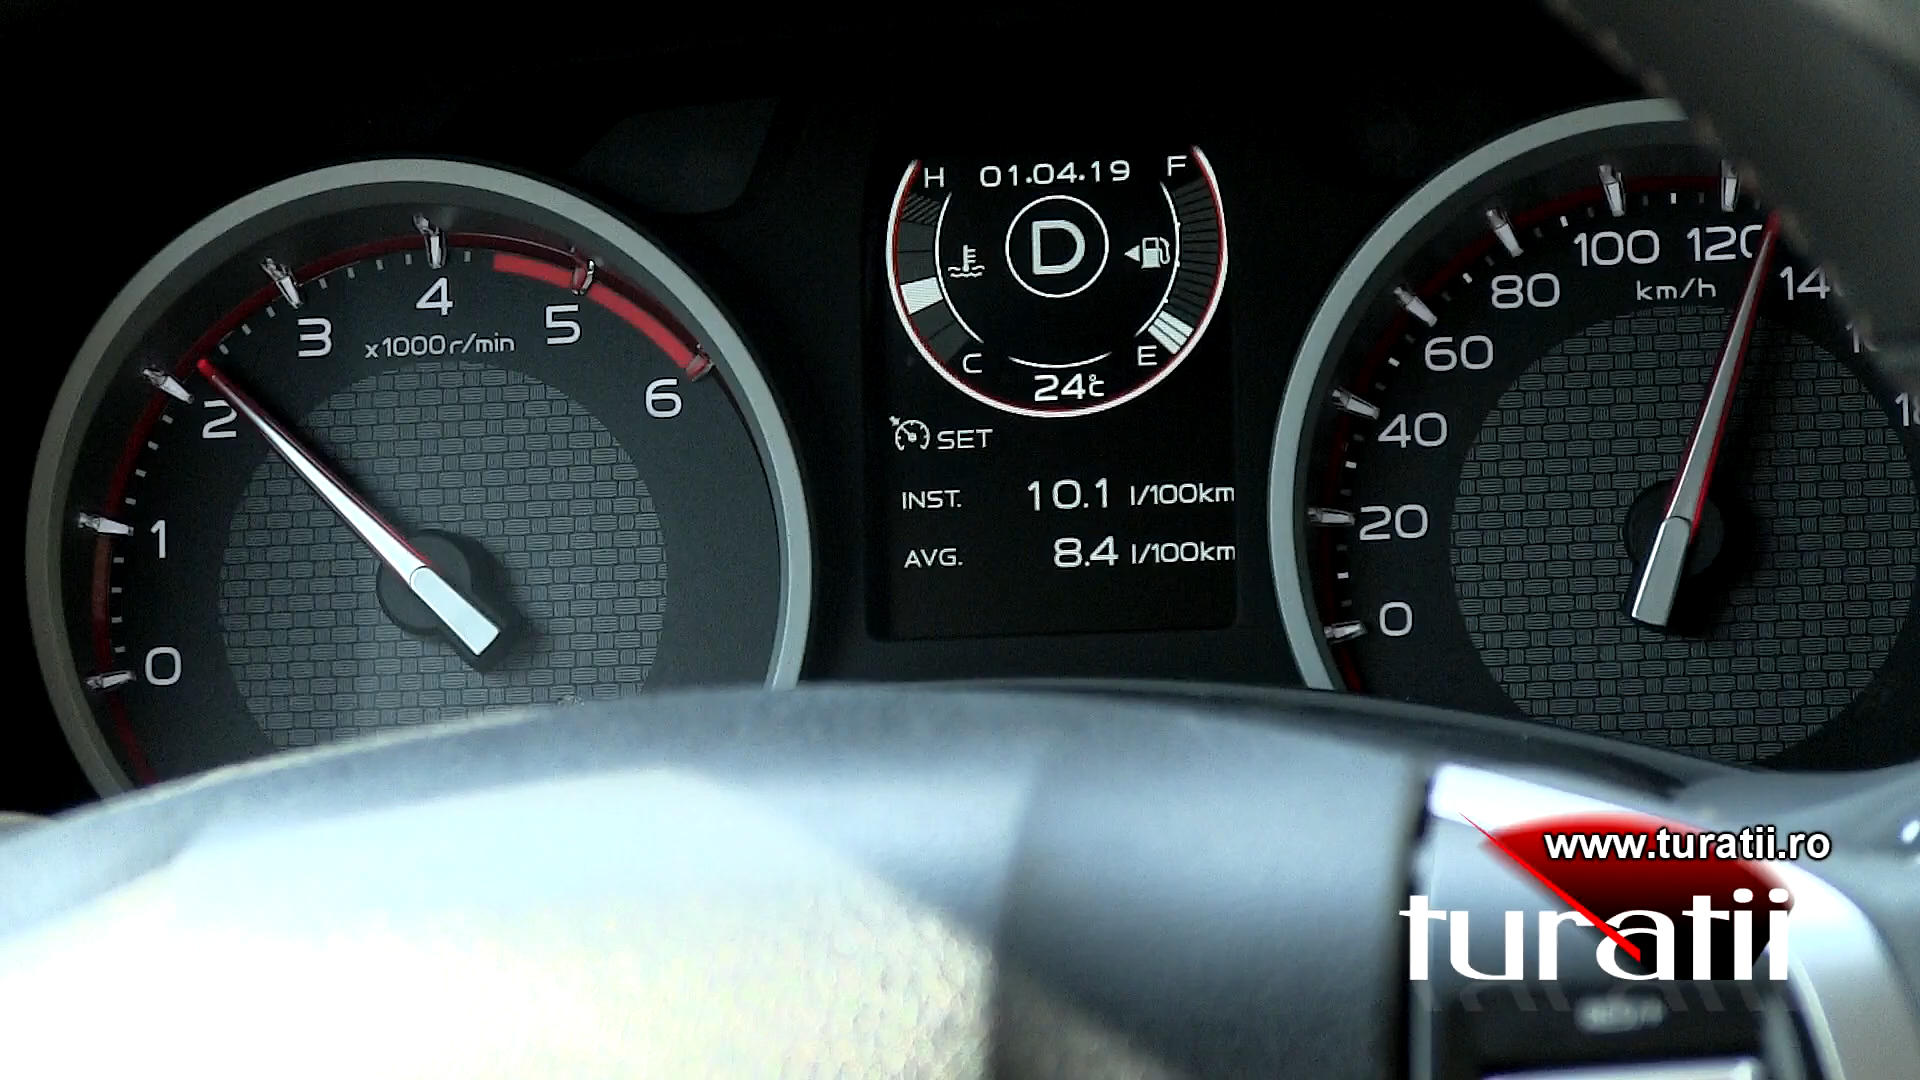 0
1
2
3
4
5
6
x1000r/min
H 01.04.19 F
D
C E
24°c
SET
INST. 10.1 l/100km
AVG. 8.4 l/100km
0
20
40
60
80
100
120
km/h
www.turatii.ro
turatii